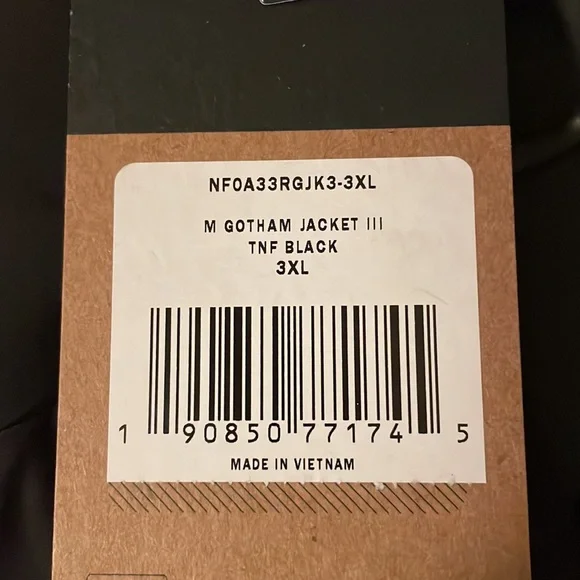 NF0A33RGJK3-3XL
M GOTHAM JACKET III
TNF BLACK
3XL
1 90850 77174 5
MADE IN VIETNAM